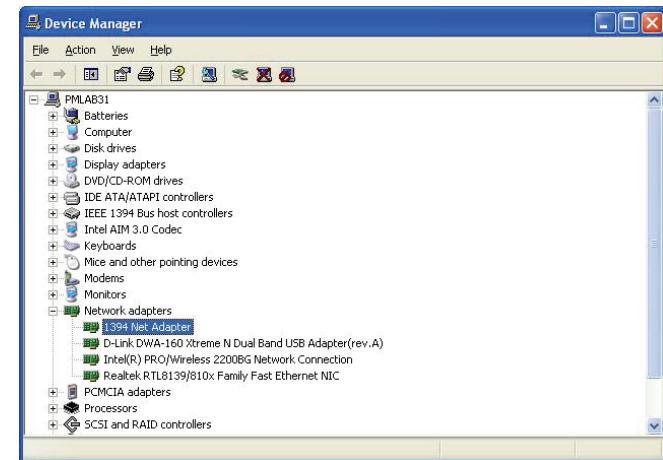 Device Manager
File Action View Help
PMLAB31
Batteries
Computer
Disk drives
Display adapters
DVD/CD-ROM drives
IDE ATA/ATAPI controllers
IEEE 1394 Bus host controllers
Intel AIM 3.0 Codec
Keyboards
Mice and other pointing devices
Modems
Monitors
Network adapters
1394 Net Adapter
D-Link DWA-160 Xtreme N Dual Band USB Adapter(rev.A)
Intel(R) PRO/Wireless 2200BG Network Connection
Realtek RTL8139/810x Family Fast Ethernet NIC
PCMCIA adapters
Processors
SCSI and RAID controllers